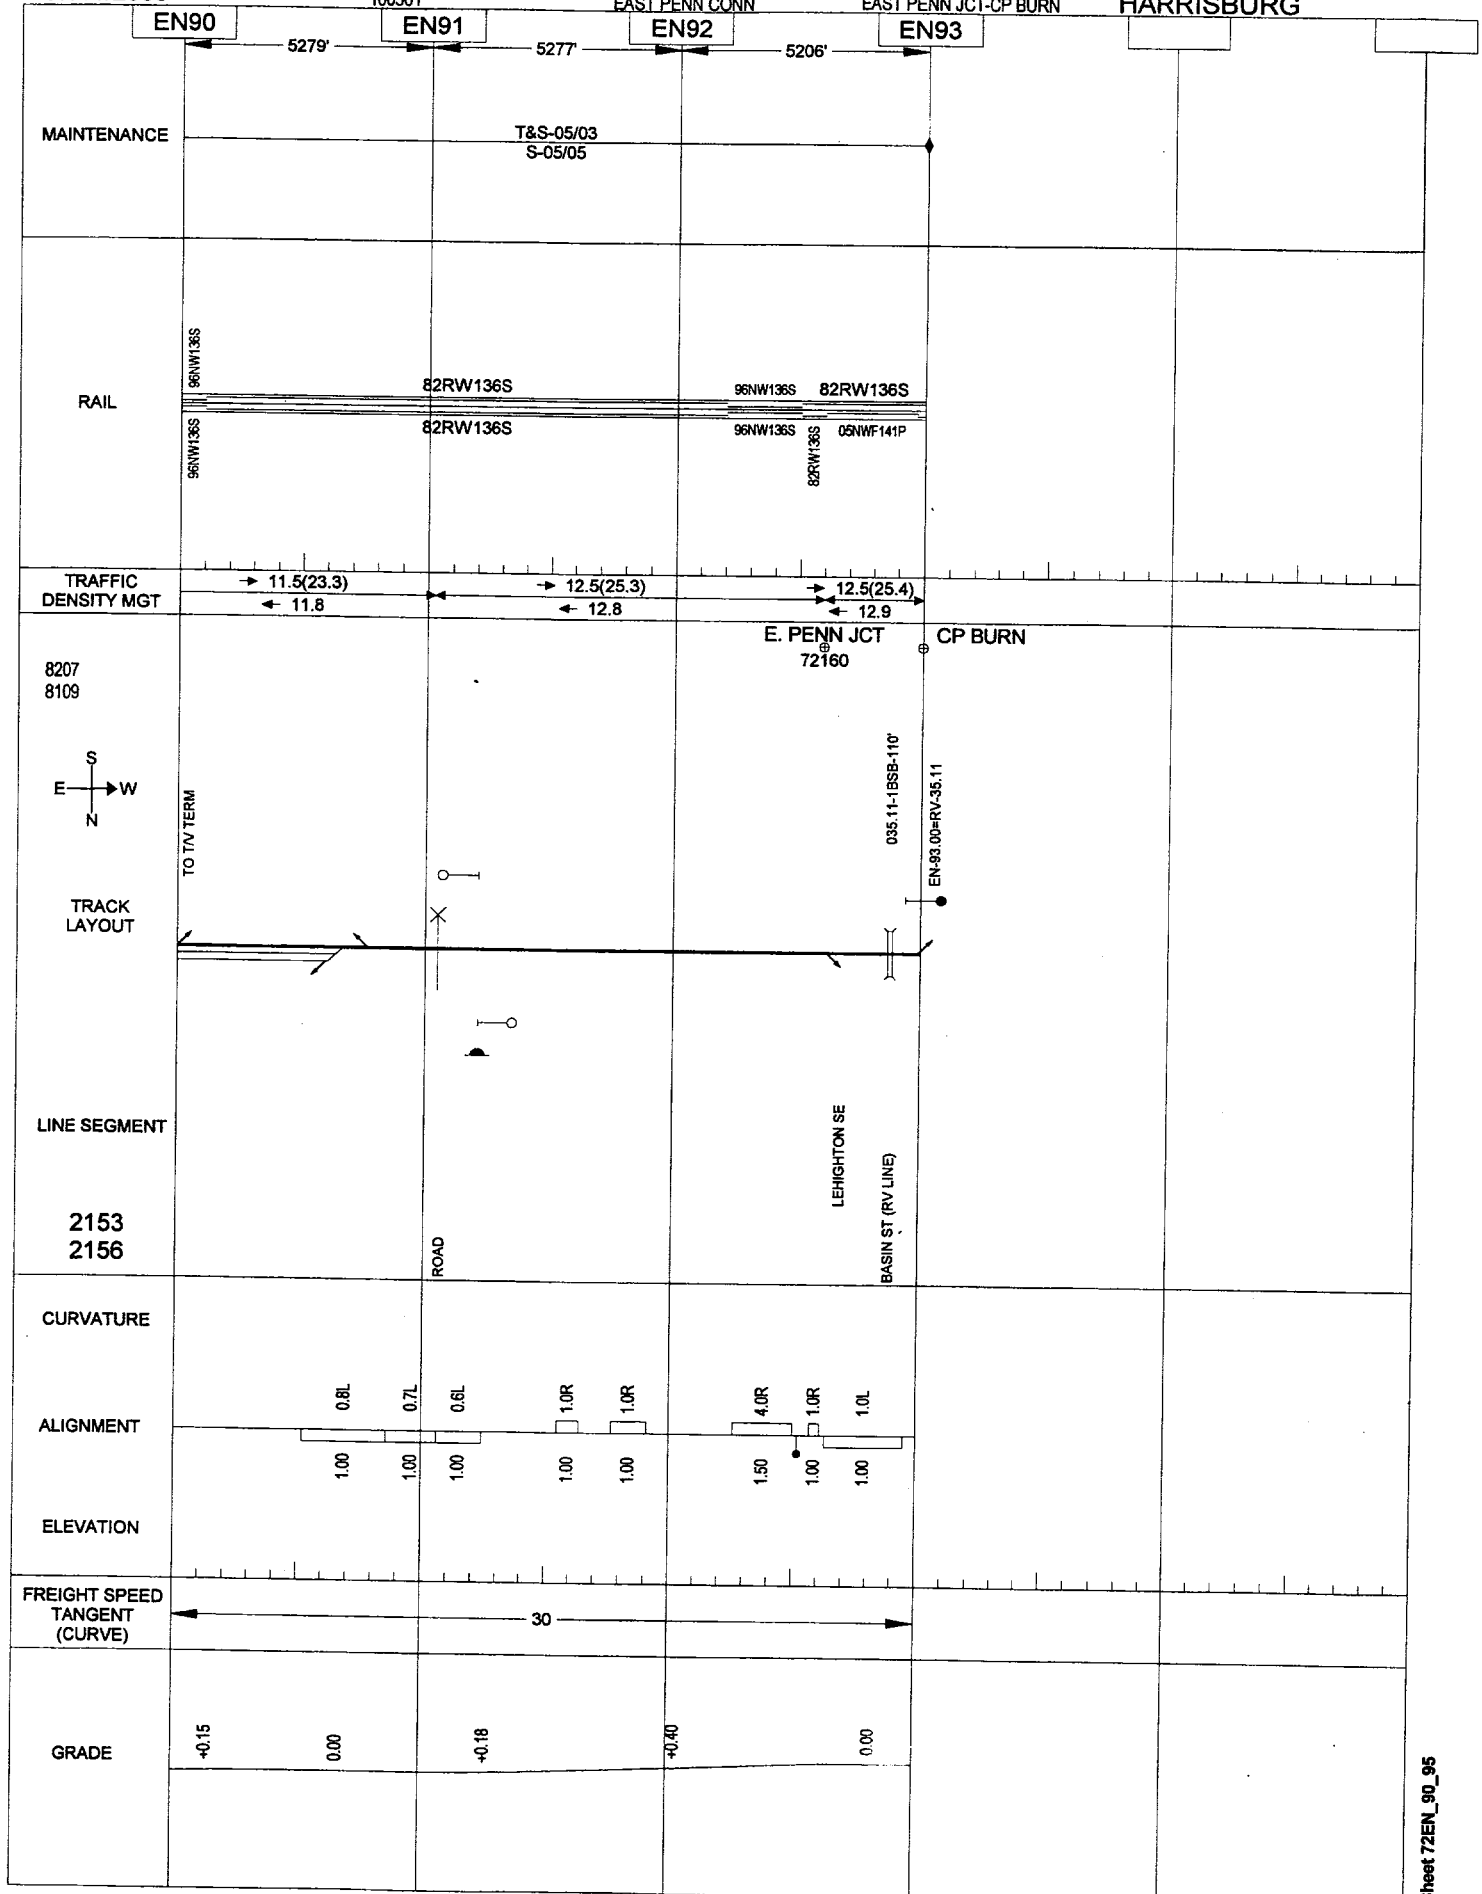 EAST PENN CONN EAST PENN JCT-CP BURN HARRISBURG
EN90 EN91 EN92 EN93
5279' 5277' 5206'
MAINTENANCE
T&S-05/03
S-05/05
RAIL
96NW136S 82RW136S 96NW136S 82RW136S
96NW136S 82RW136S 96NW136S 82RW136S 05NWF141P
TRAFFIC
DENSITY MGT
11.5(23.3) 12.5(25.3) 12.5(25.4)
11.8 12.8 12.9
E. PENN JCT CP BURN
72160
8207
8109
S
E W
N
TO T/V TERM
035.11-1BSB-110'
EN-93.00=RV-35.11
TRACK
LAYOUT
LINE SEGMENT
2153
2156
ROAD
LEHIGHTON SE
BASIN ST (RV LINE)
CURVATURE
0.8L 0.7L 0.6L 1.0R 1.0R 4.0R 1.0R 1.0L
ALIGNMENT
1.00 1.00 1.00 1.00 1.00 1.50 1.00 1.00
ELEVATION
FREIGHT SPEED
TANGENT
(CURVE)
30
GRADE
+0.15 0.00 +0.18 +0.40 0.00
heet 72EN_90_95